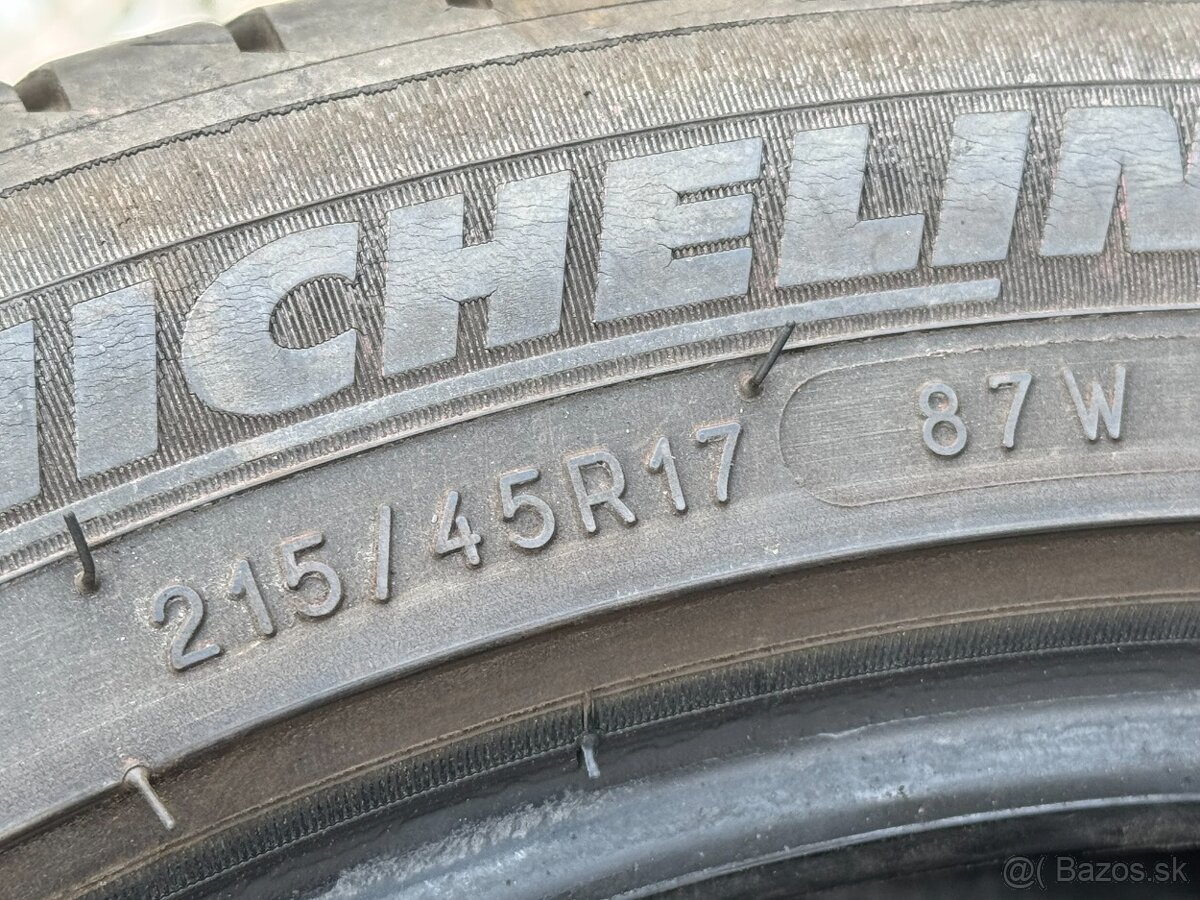 MICHELIN
215/45R17 87W
@( Bazos.sk